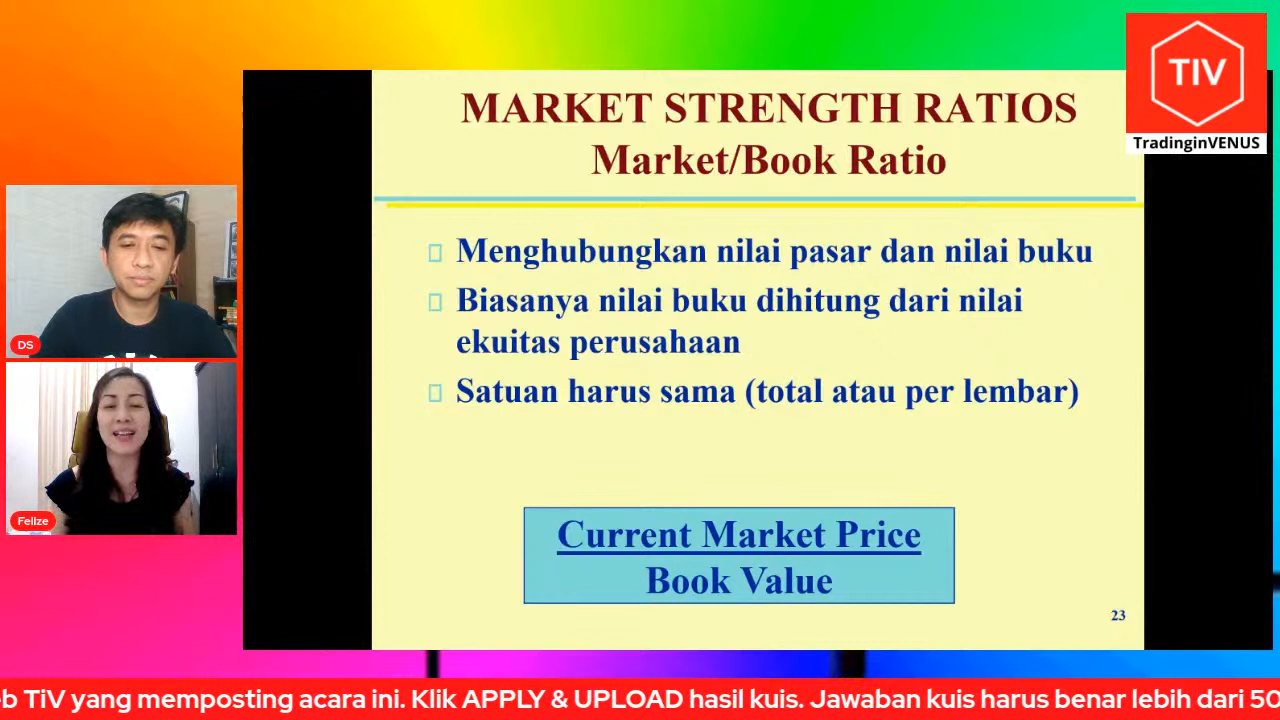 TIV
TradinginVENUS
MARKET STRENGTH RATIOS
Market/Book Ratio
Menghubungkan nilai pasar dan nilai buku
Biasanya nilai buku dihitung dari nilai
ekuitas perusahaan
Satuan harus sama (total atau per lembar)
Current Market Price
Book Value
23
DS
Felize
TiV yang memposting acara ini. Klik APPLY & UPLOAD hasil kuis. Jawaban kuis harus benar lebih dari 50